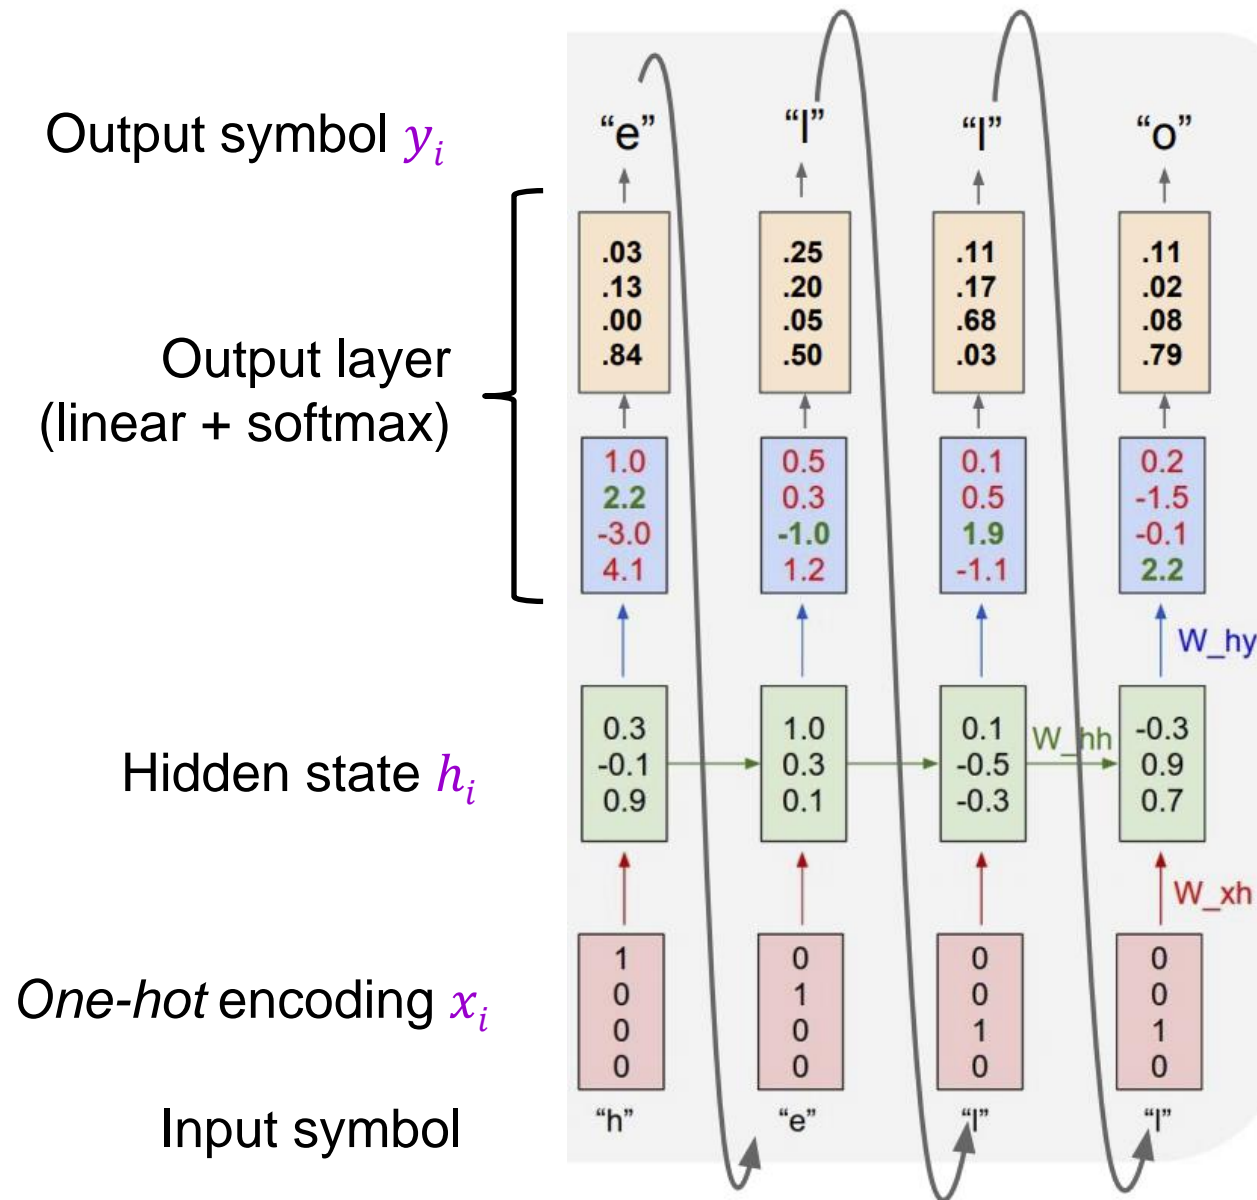 Output symbol yᵢ
“e” “l” “l” “o”
Output layer
(linear + softmax)
.03 .25 .11 .11
.13 .20 .17 .02
.00 .05 .68 .08
.84 .50 .03 .79
1.0 0.5 0.1 0.2
2.2 0.3 0.5 -1.5
-3.0 -1.0 1.9 -0.1
4.1 1.2 -1.1 2.2
W_hy
Hidden state hᵢ
0.3 1.0 0.1 -0.3
-0.1 0.3 -0.5 0.9
0.9 0.1 -0.3 0.7
W_hh
W_xh
One-hot encoding xᵢ
1 0 0 0
0 1 0 0
0 0 1 1
0 0 0 0
Input symbol
“h” “e” “l” “l”